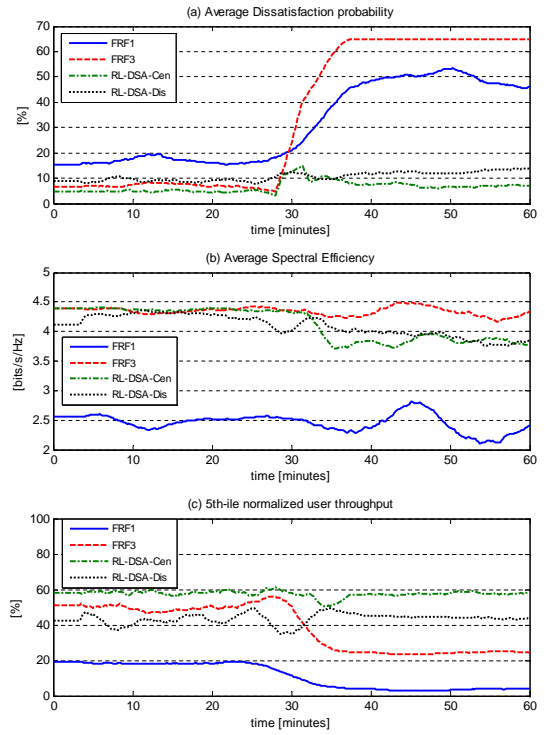 (a) Average Dissatisfaction probability
70
60
50
40
30
20
10
0
[%]
FRF1
FRF3
RL-DSA-Cen
RL-DSA-Dis
0 10 20 30 40 50 60
time [minutes]
(b) Average Spectral Efficiency
5
4.5
4
3.5
3
2.5
2
[bits/s/Hz]
FRF1
FRF3
RL-DSA-Cen
RL-DSA-Dis
0 10 20 30 40 50 60
time [minutes]
(c) 5th-ile normalized user throughput
100
80
60
40
20
0
[%]
FRF1
FRF3
RL-DSA-Cen
RL-DSA-Dis
0 10 20 30 40 50 60
time [minutes]